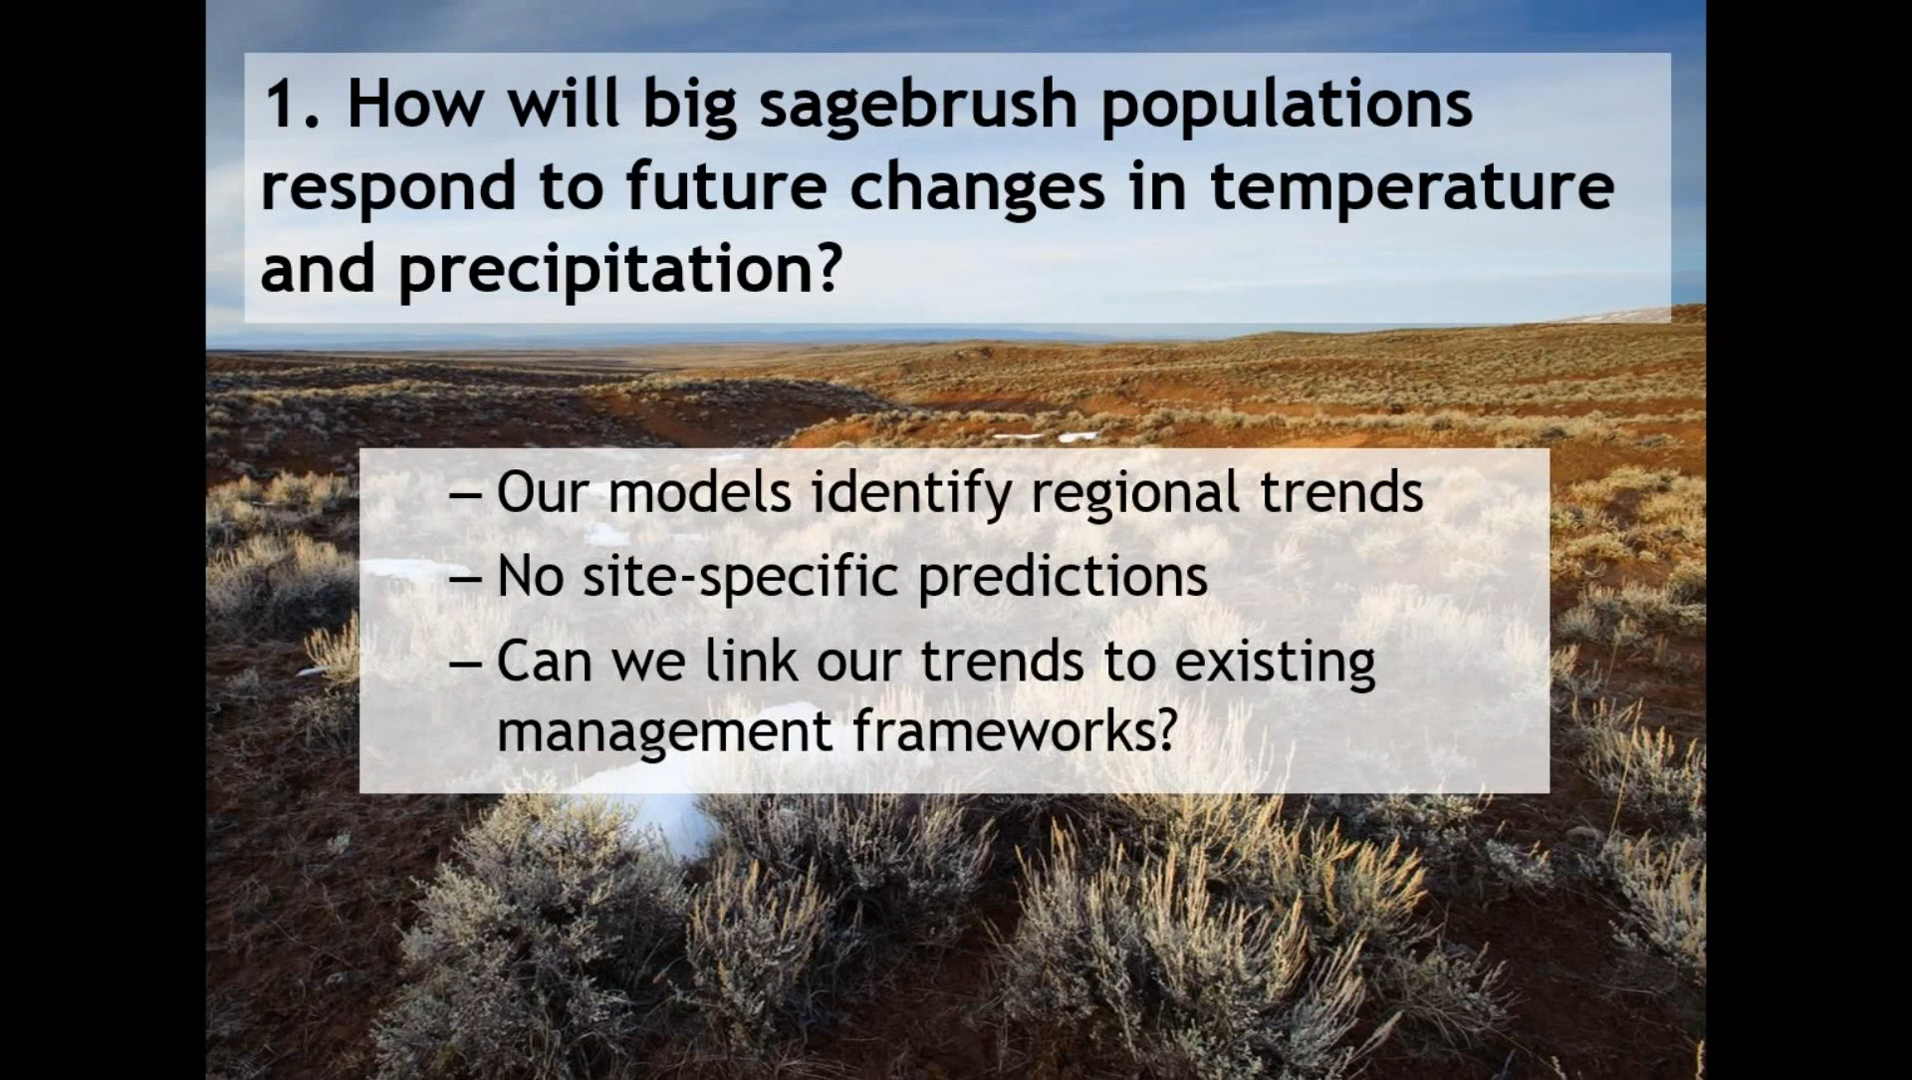 1. How will big sagebrush populations
respond to future changes in temperature
and precipitation?
– Our models identify regional trends
– No site-specific predictions
– Can we link our trends to existing
management frameworks?